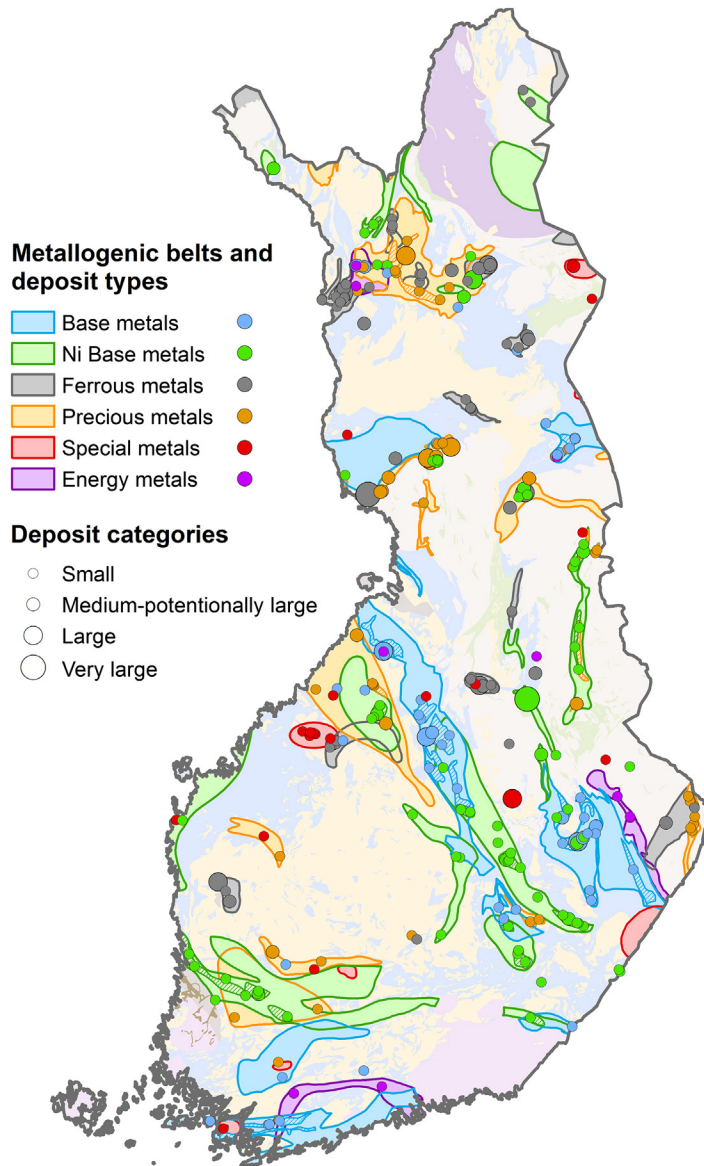 Metallogenic belts and
deposit types
Base metals
Ni Base metals
Ferrous metals
Precious metals
Special metals
Energy metals
Deposit categories
Small
Medium-potentially large
Large
Very large